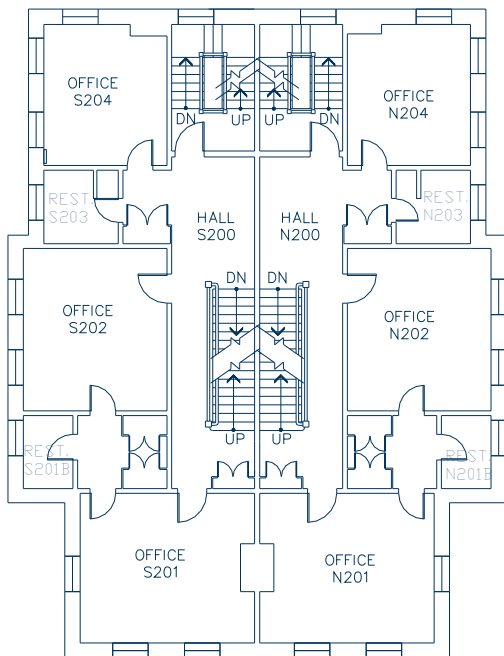 OFFICE
S204
OFFICE
N204
DN
UP
UP
DN
REST.
S203
REST.
N203
HALL
S200
HALL
N200
DN
DN
OFFICE
S202
OFFICE
N202
UP
UP
REST.
S201B
REST.
N201B
OFFICE
S201
OFFICE
N201